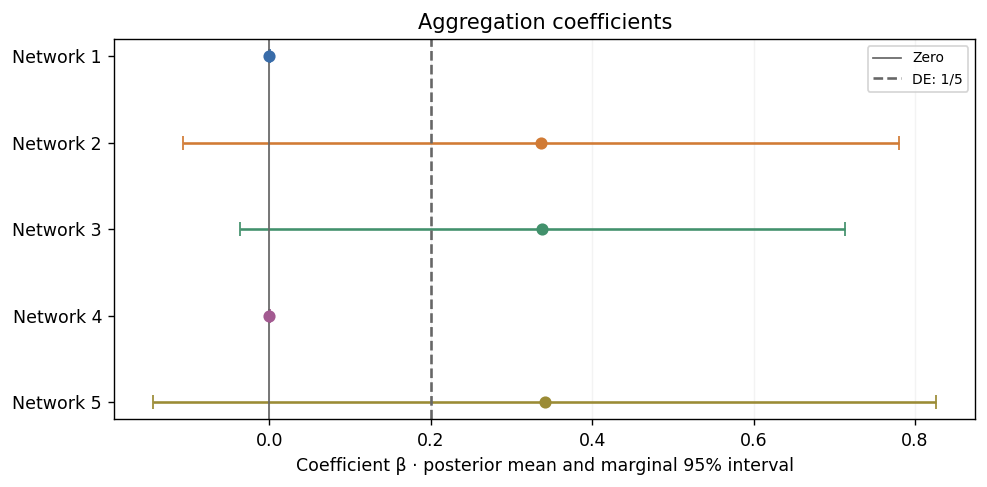 Aggregation coefficients
Zero
DE: 1/5
Network 1
Network 2
Network 3
Network 4
Network 5
0.0 0.2 0.4 0.6 0.8
Coefficient β · posterior mean and marginal 95% interval